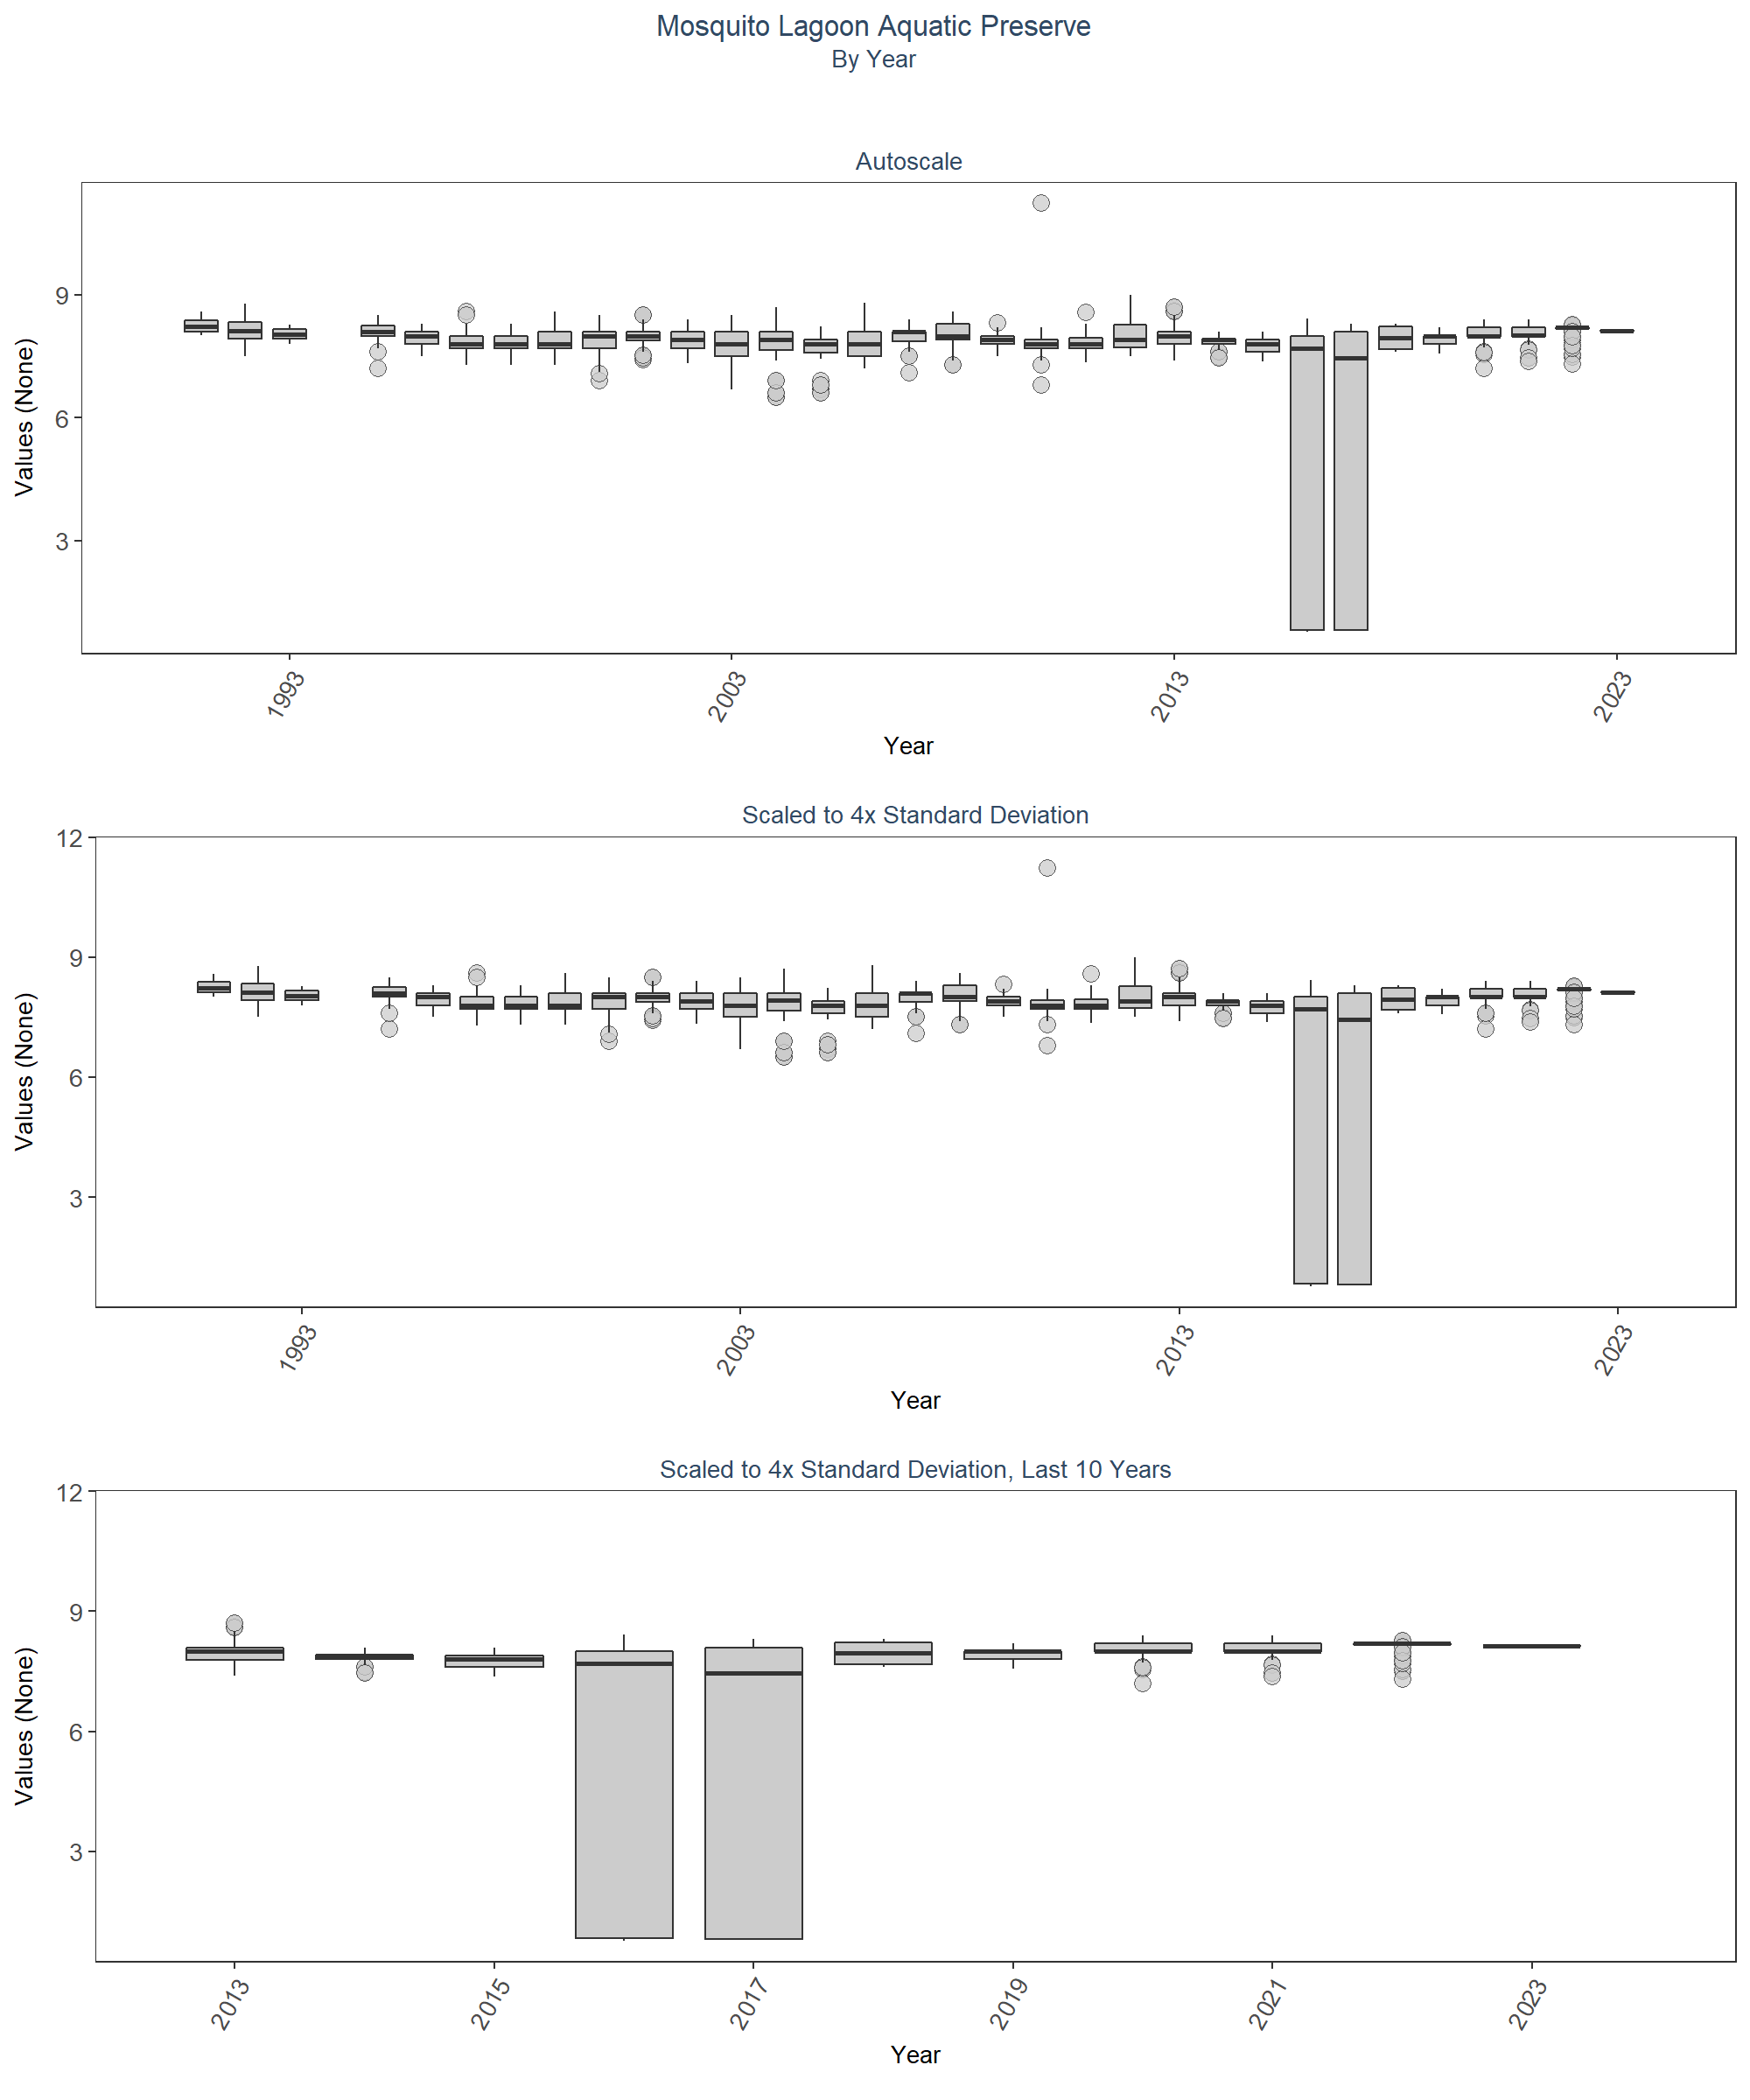 Mosquito Lagoon Aquatic Preserve
By Year
Autoscale
Values (None)
9
6
3
1993
2003
2013
2023
Year
Scaled to 4x Standard Deviation
Values (None)
12
9
6
3
1993
2003
2013
2023
Year
Scaled to 4x Standard Deviation, Last 10 Years
Values (None)
12
9
6
3
2013
2015
2017
2019
2021
2023
Year